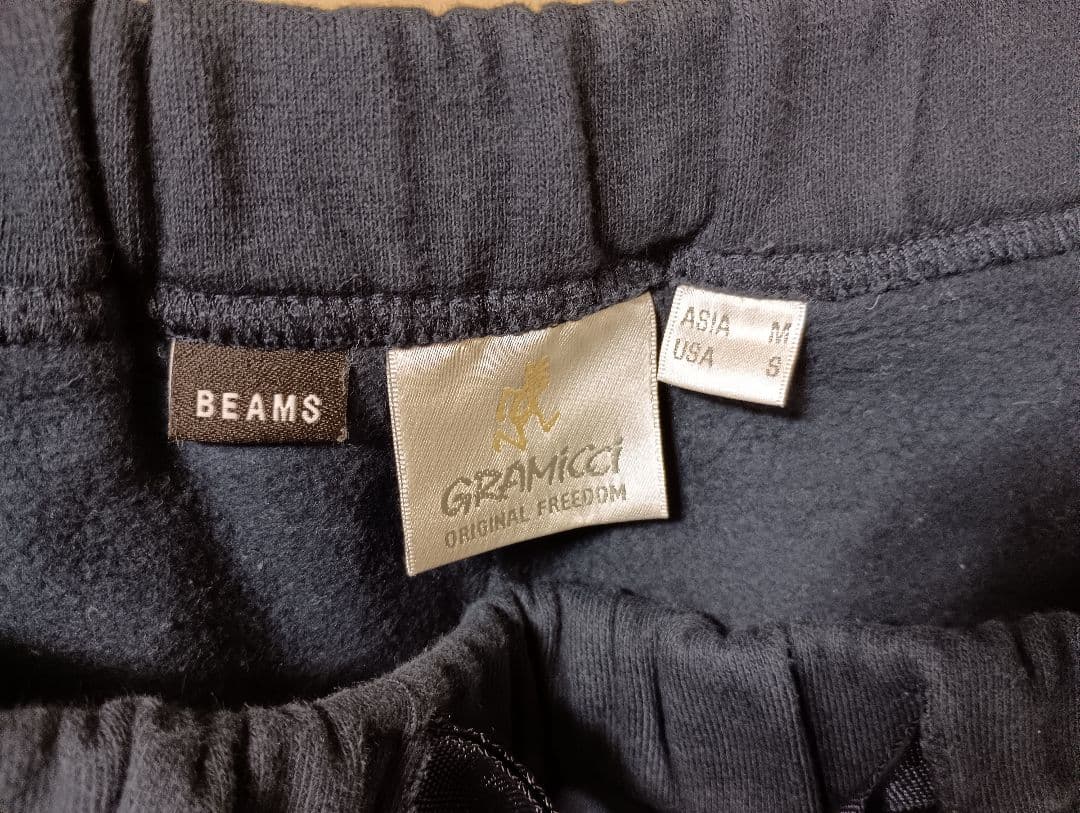 BEAMS
GRAMiCCi
ORIGINAL FREEDOM
ASIA M
USA S